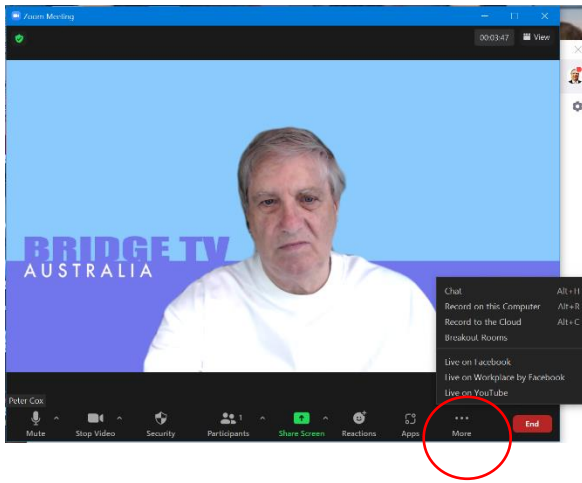 Zoom Meeting
00:03:47 View
BRIDGE TV
AUSTRALIA
Chat Alt+H
Record on this Computer Alt+R
Record to the Cloud Alt+C
Breakout Rooms
Live on Facebook
Live on Workplace by Facebook
Live on YouTube
Peter Cox
1
Mute Stop Video Security Participants Share Screen Reactions Apps More End